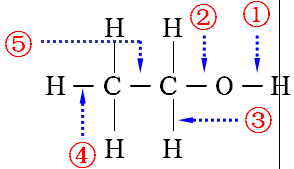 ② ①
⑤ H H
H — C — C — O — H
③
④ H H